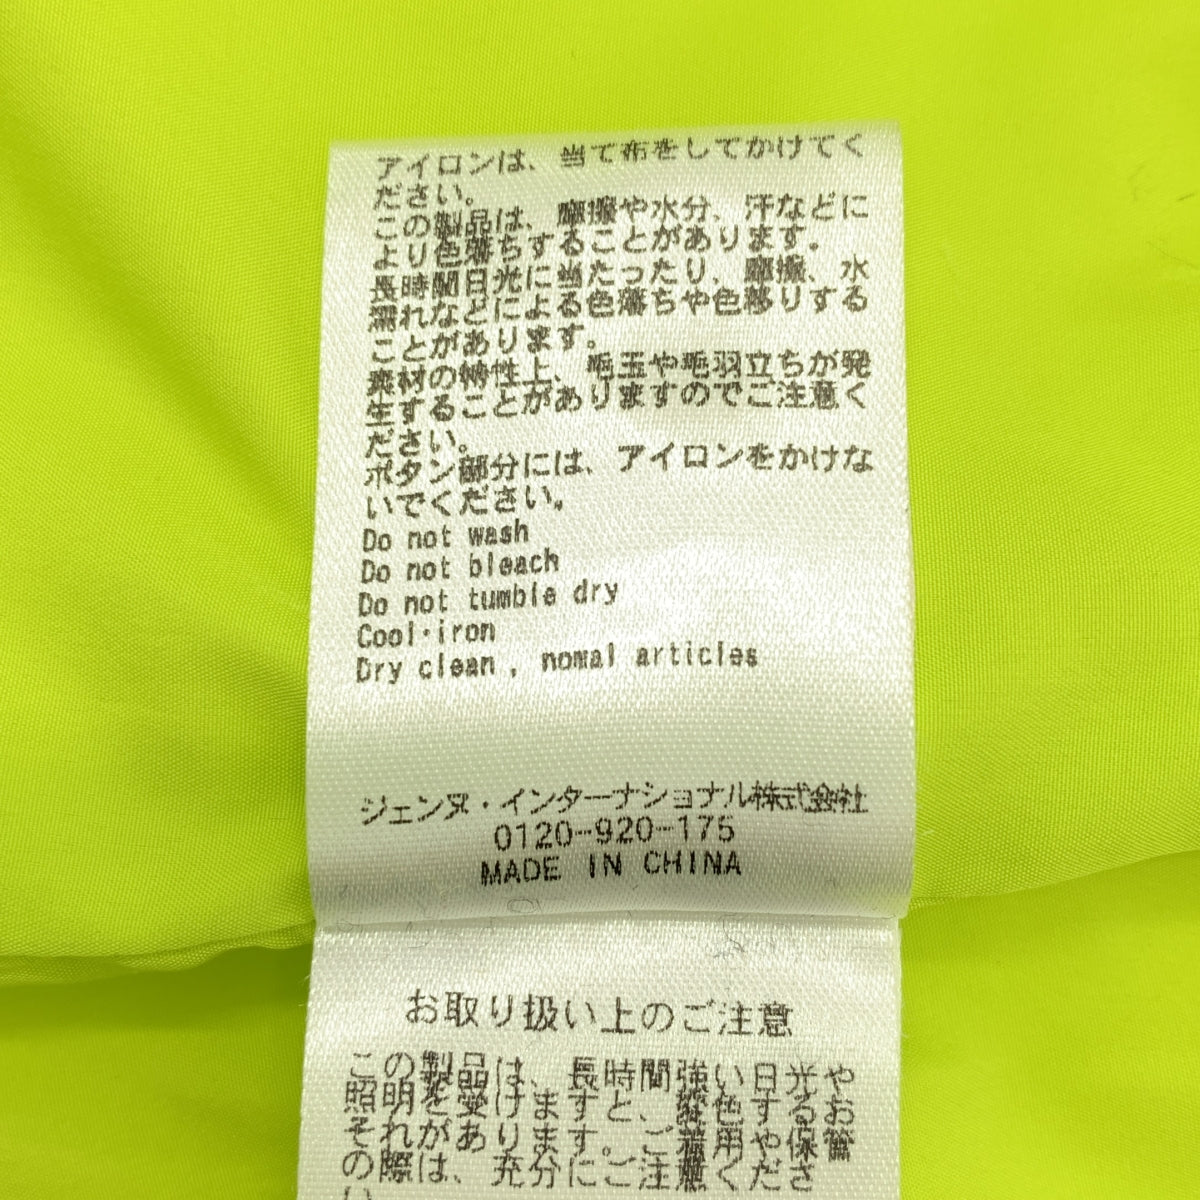 アイロンは、当て布をしてかけてく
ださい。
この製品は、摩擦や水分、汗などに
より色落ちすることがあります。
長時間日光に当たったり、摩擦、水
濡れなどによる色落ちや色移りする
ことがあります。
素材の特性上、毛玉や毛羽立ちが発
生することがありますのでご注意く
ださい。
ボタン部分には、アイロンをかけな
いでください。
Do not wash
Do not bleach
Do not tumble dry
Cool・iron
Dry clean , nomal articles
ジェンヌ・インターナショナル株式会社
0120-920-175
MADE IN CHINA
お取り扱い上のご注意
この製品は、長時間強い日光や
照明を受けますと、変色するお
それがあります。ご着用や保管
の際は、充分にご注意くださ
い